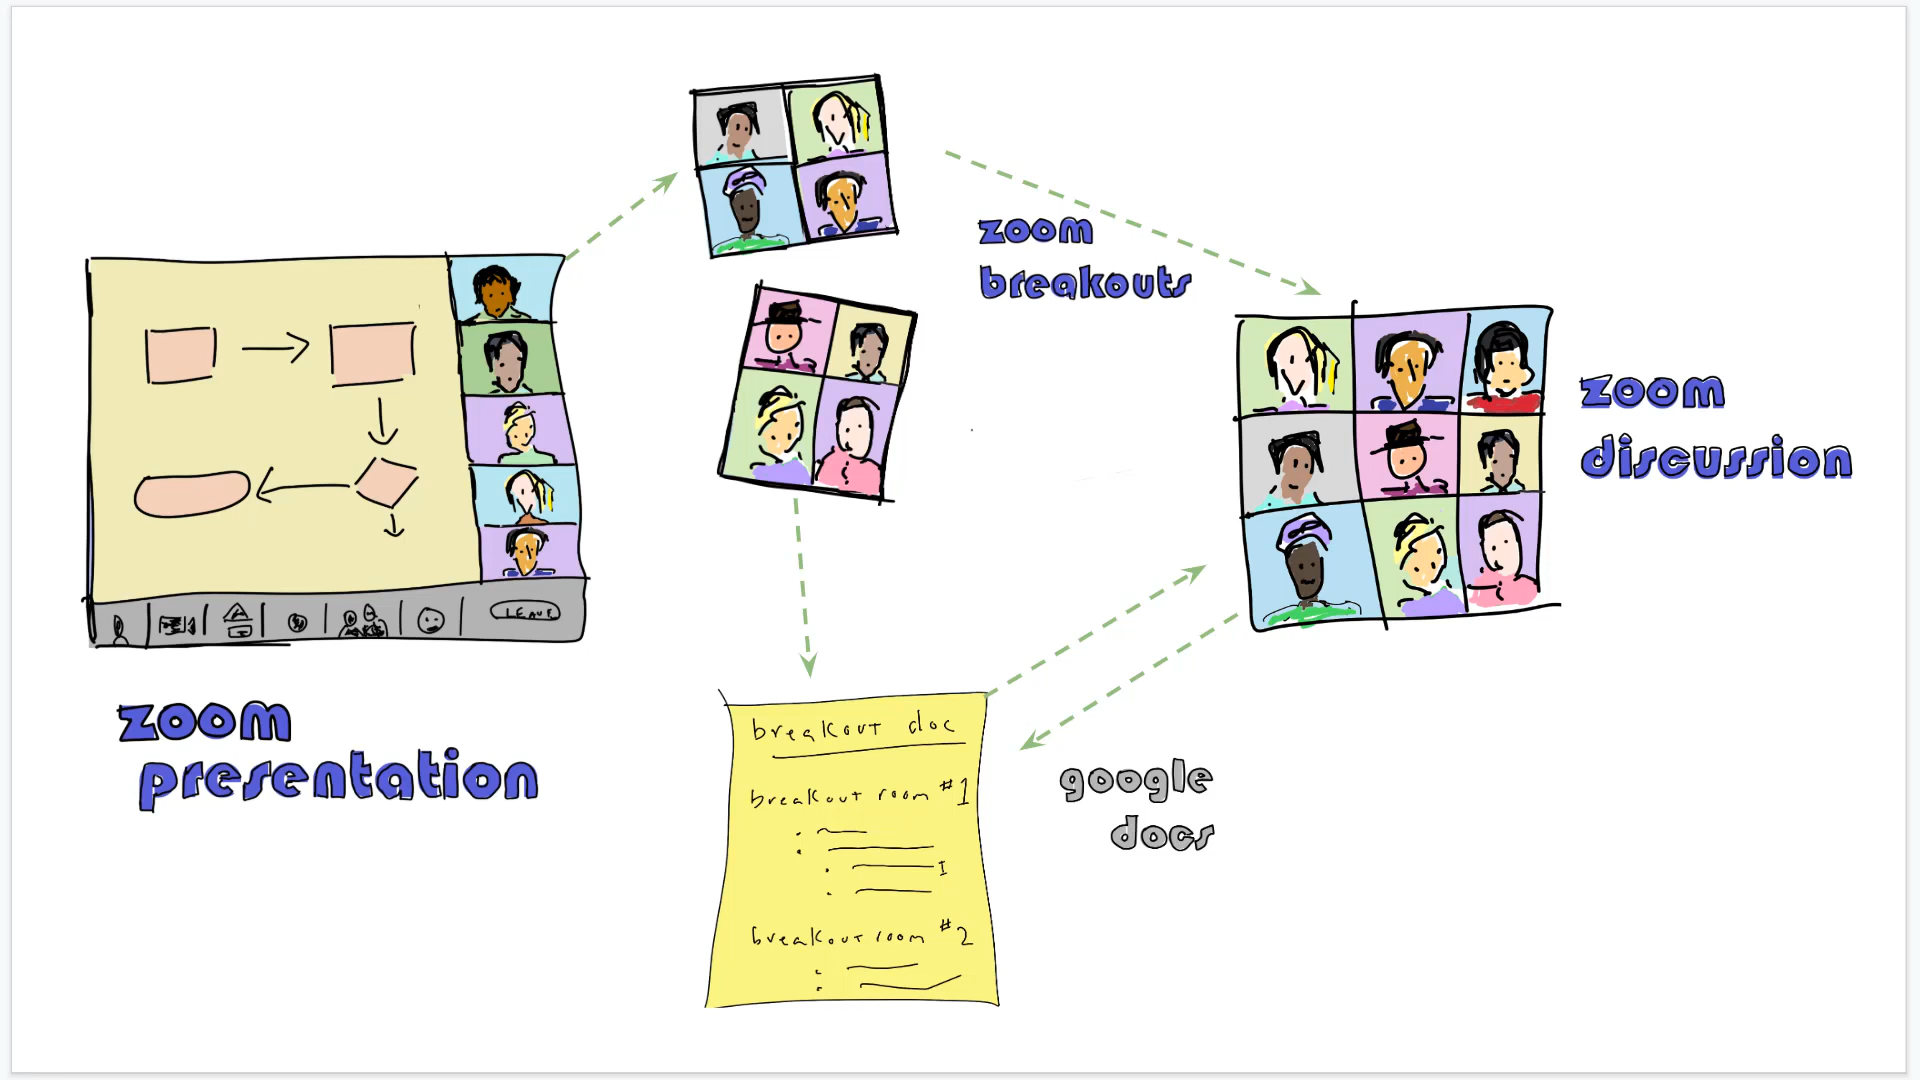 zoom
breakouts
zoom
discussion
LEAVE
zoom
presentation
breakout doc
breakout room #1
breakout room #2
google
docs